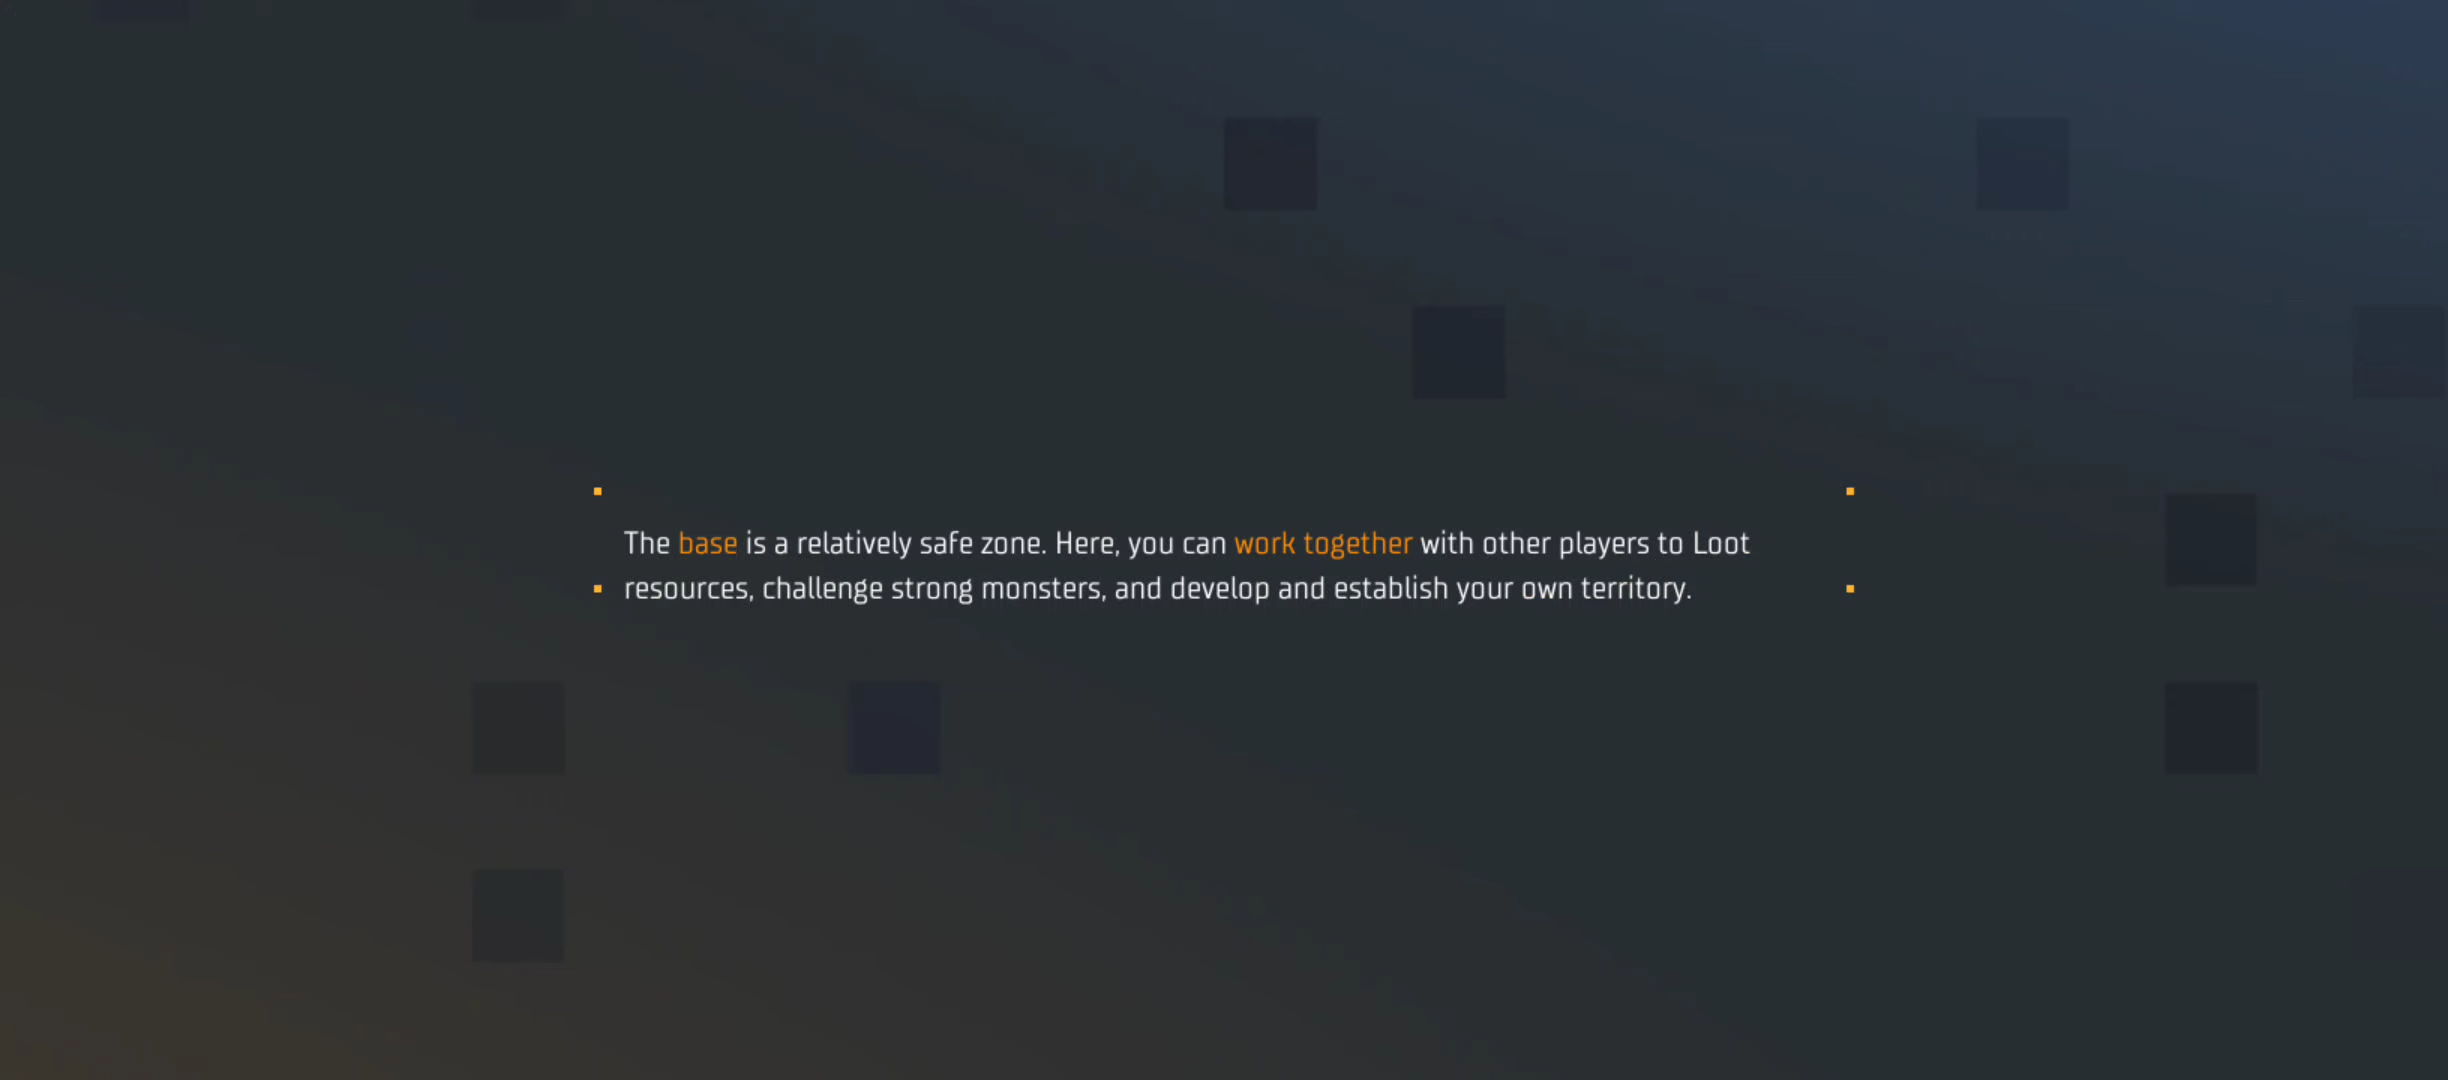 The base is a relatively safe zone. Here, you can work together with other players to Loot
resources, challenge strong monsters, and develop and establish your own territory.